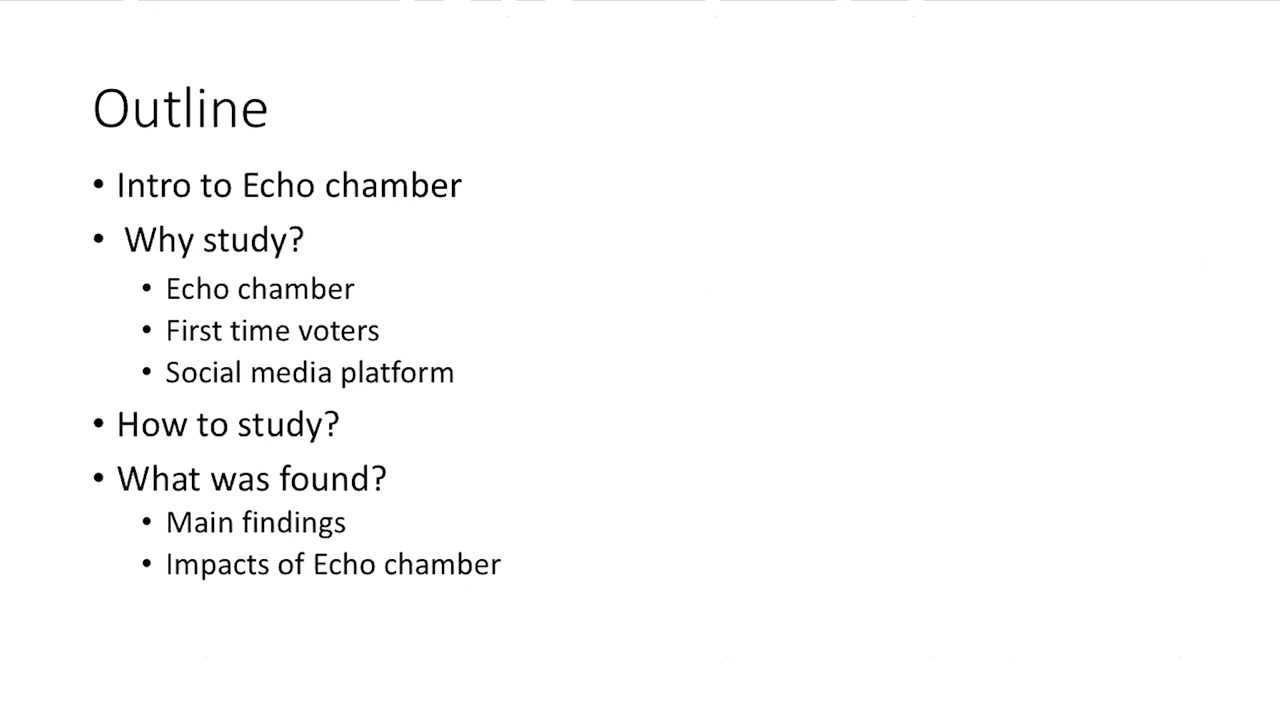 Outline
• Intro to Echo chamber
• Why study?
• Echo chamber
• First time voters
• Social media platform
• How to study?
• What was found?
• Main findings
• Impacts of Echo chamber